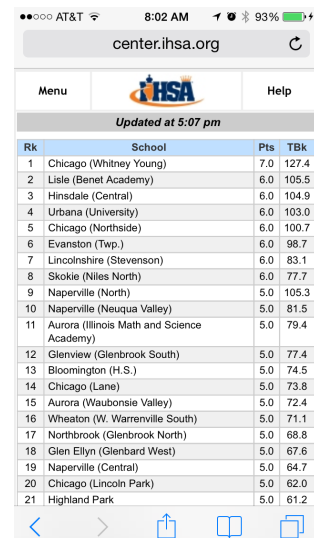 AT&T 8:02 AM 93%
center.ihsa.org
Menu IHSA Help
Updated at 5:07 pm
Rk School Pts TBk
1 Chicago (Whitney Young) 7.0 127.4
2 Lisle (Benet Academy) 6.0 105.5
3 Hinsdale (Central) 6.0 104.9
4 Urbana (University) 6.0 103.0
5 Chicago (Northside) 6.0 100.7
6 Evanston (Twp.) 6.0 98.7
7 Lincolnshire (Stevenson) 6.0 83.1
8 Skokie (Niles North) 6.0 77.7
9 Naperville (North) 5.0 105.3
10 Naperville (Neuqua Valley) 5.0 81.5
11 Aurora (Illinois Math and Science 5.0 79.4
Academy)
12 Glenview (Glenbrook South) 5.0 77.4
13 Bloomington (H.S.) 5.0 74.5
14 Chicago (Lane) 5.0 73.8
15 Aurora (Waubonsie Valley) 5.0 72.4
16 Wheaton (W. Warrenville South) 5.0 71.1
17 Northbrook (Glenbrook North) 5.0 68.8
18 Glen Ellyn (Glenbard West) 5.0 67.6
19 Naperville (Central) 5.0 64.7
20 Chicago (Lincoln Park) 5.0 62.0
21 Highland Park 5.0 61.2